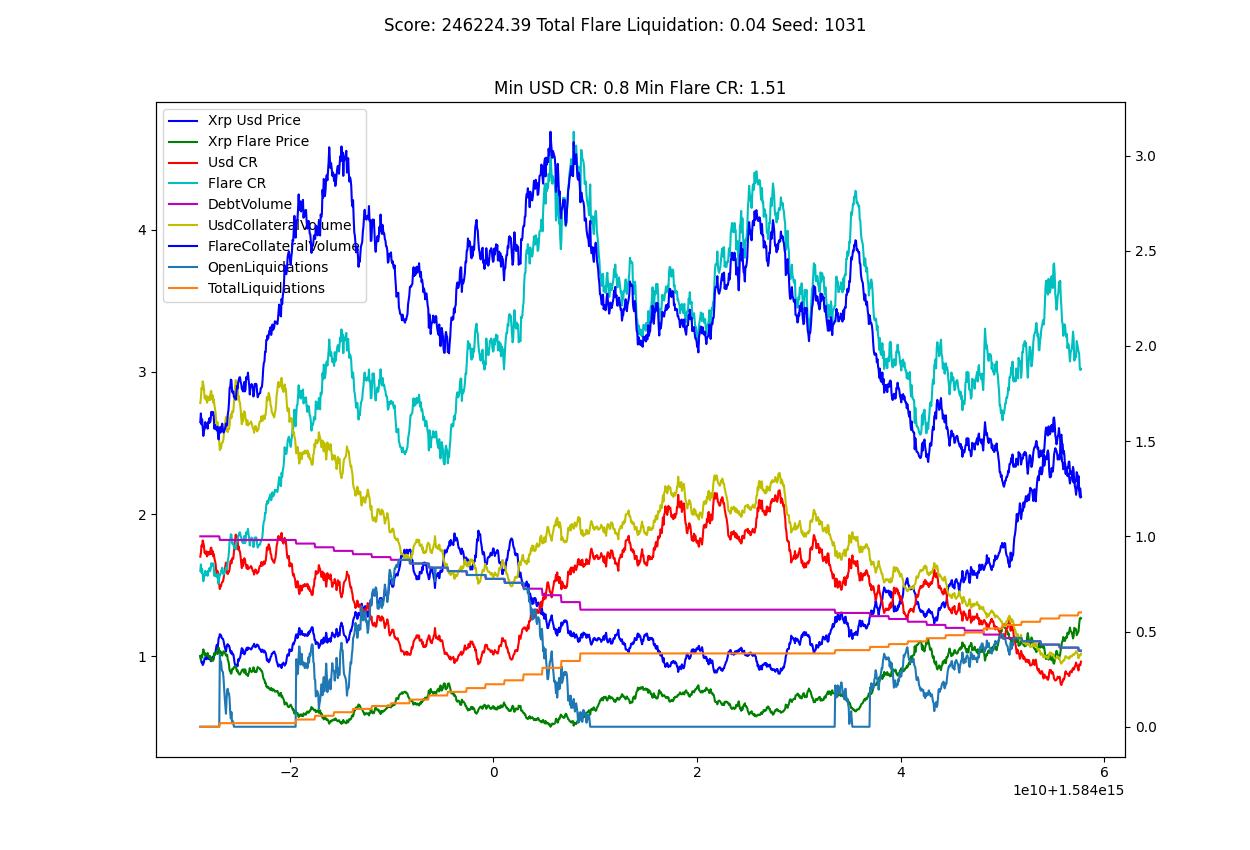 Score: 246224.39 Total Flare Liquidation: 0.04 Seed: 1031
Min USD CR: 0.8 Min Flare CR: 1.51
Xrp Usd Price
Xrp Flare Price
Usd CR
Flare CR
DebtVolume
UsdCollateralVolume
FlareCollateralVolume
OpenLiquidations
TotalLiquidations
4
3
2
1
3.0
2.5
2.0
1.5
1.0
0.5
0.0
−2
0
2
4
6
1e10+1.584e15